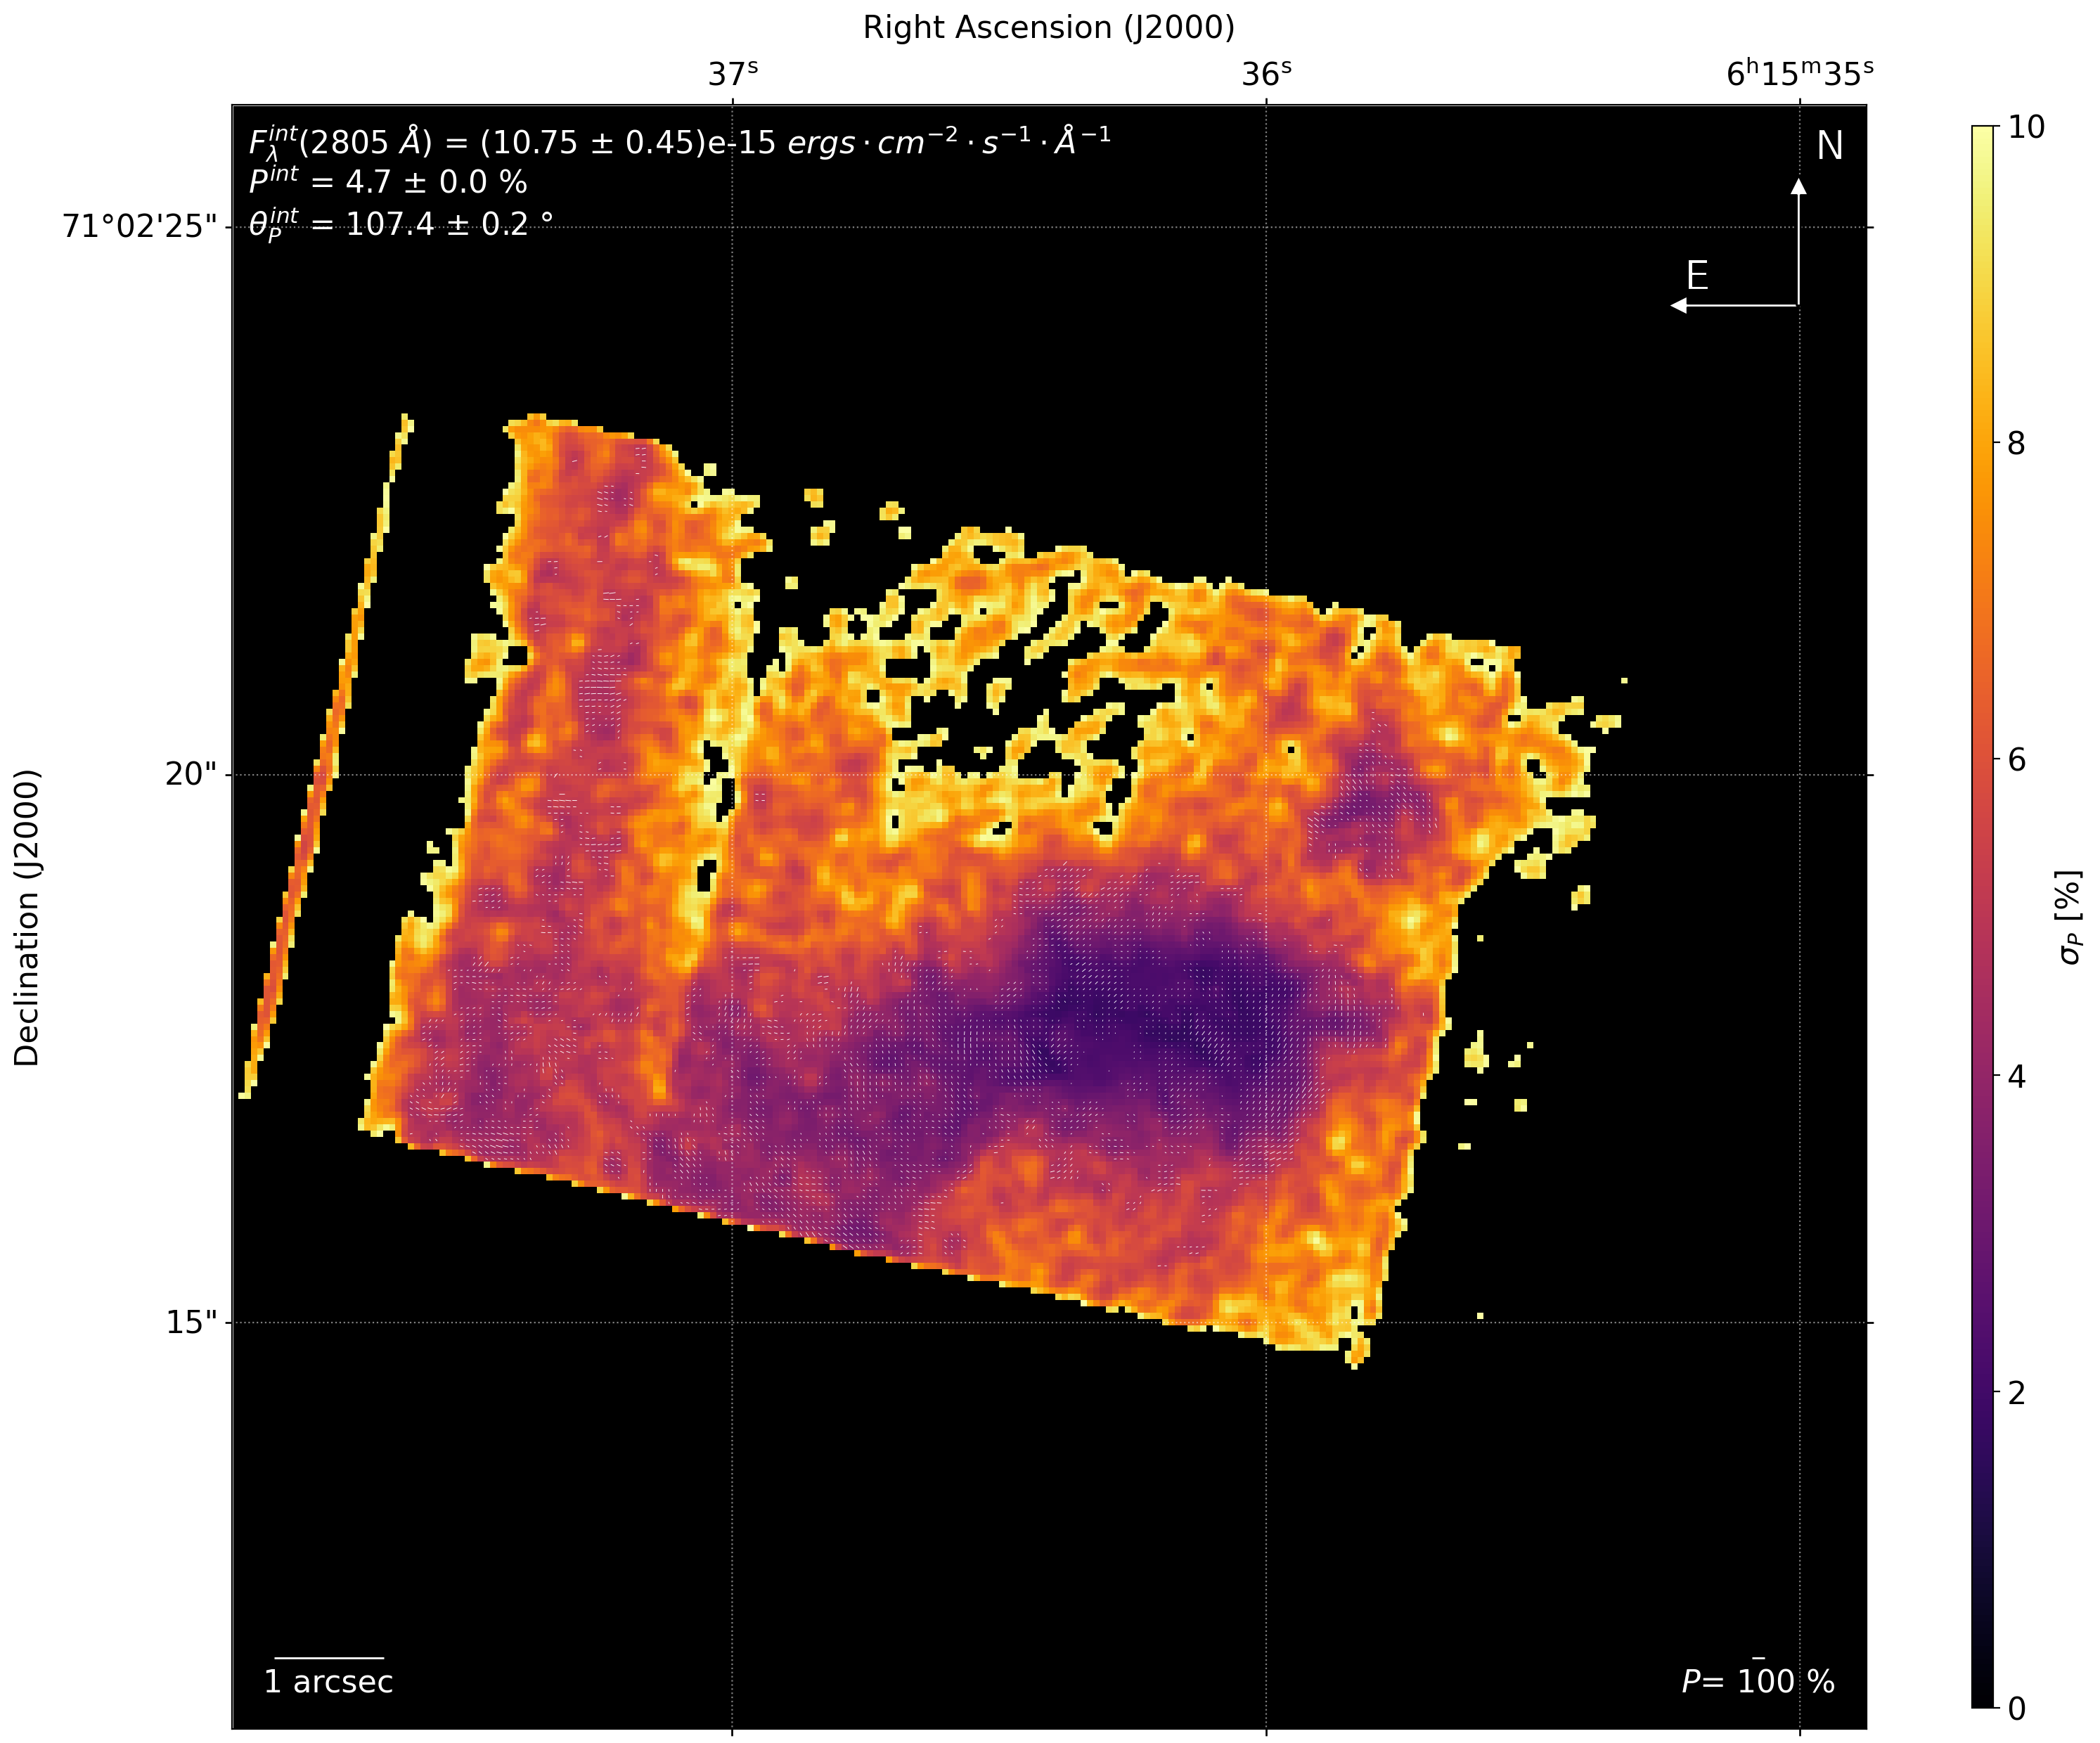 Right Ascension (J2000)
37ˢ 36ˢ 6ʰ15ᵐ35ˢ
F_λ^int(2805 Å) = (10.75 ± 0.45)e-15 ergs · cm⁻² · s⁻¹ · Å⁻¹
P^int = 4.7 ± 0.0 %
θ_P^int = 107.4 ± 0.2 °
N
E
71°02'25"
20"
15"
Declination (J2000)
1 arcsec
P= 100 %
10
8
6
4
2
0
σ_P [%]